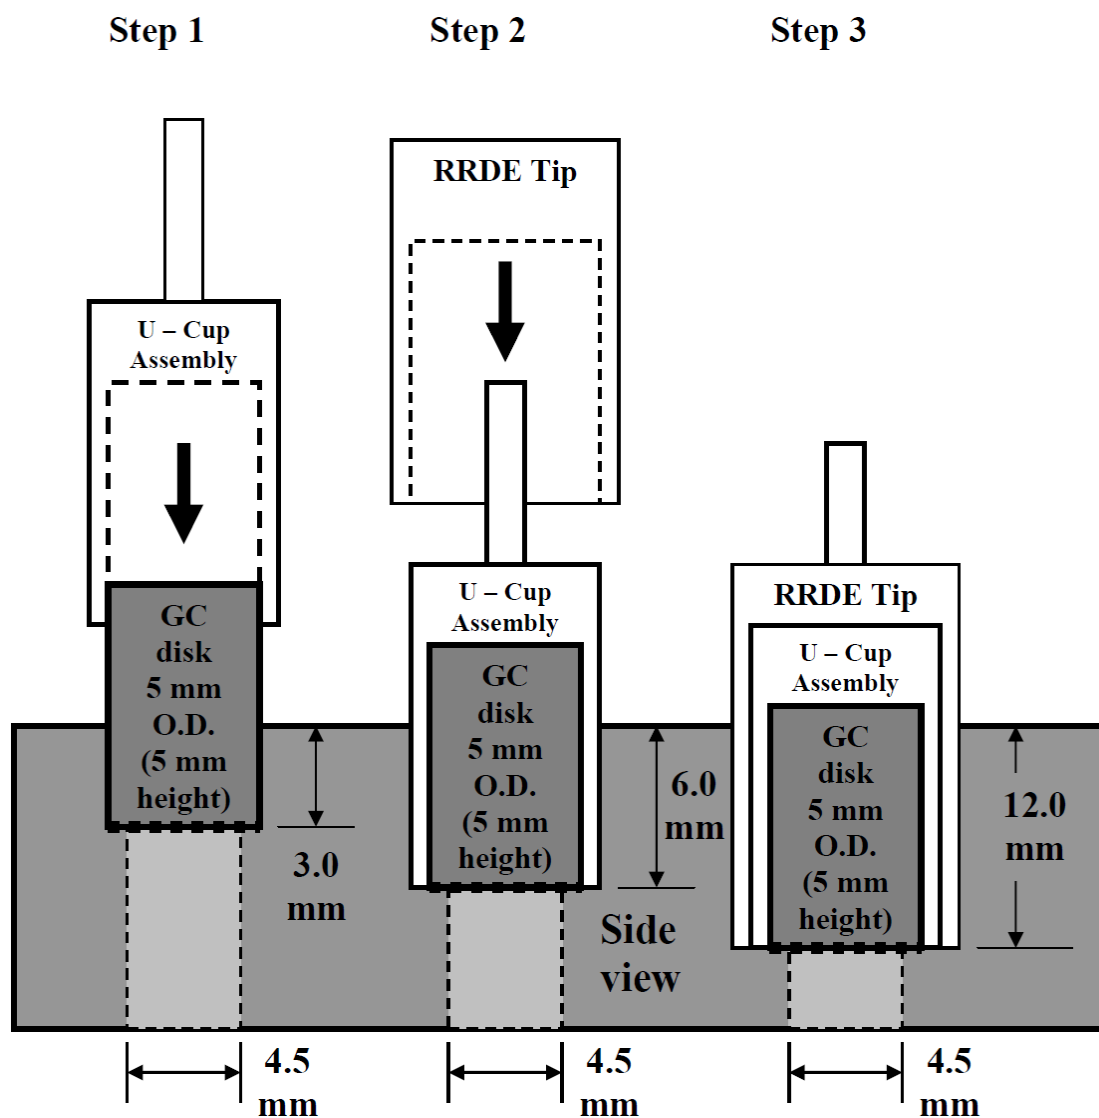 Step 1
Step 2
Step 3
RRDE Tip
U – Cup
Assembly
GC
disk
5 mm
O.D.
(5 mm
height)
3.0
mm
4.5
mm
U – Cup
Assembly
GC
disk
5 mm
O.D.
(5 mm
height)
6.0
mm
Side
view
4.5
mm
RRDE Tip
U – Cup
Assembly
GC
disk
5 mm
O.D.
(5 mm
height)
12.0
mm
4.5
mm